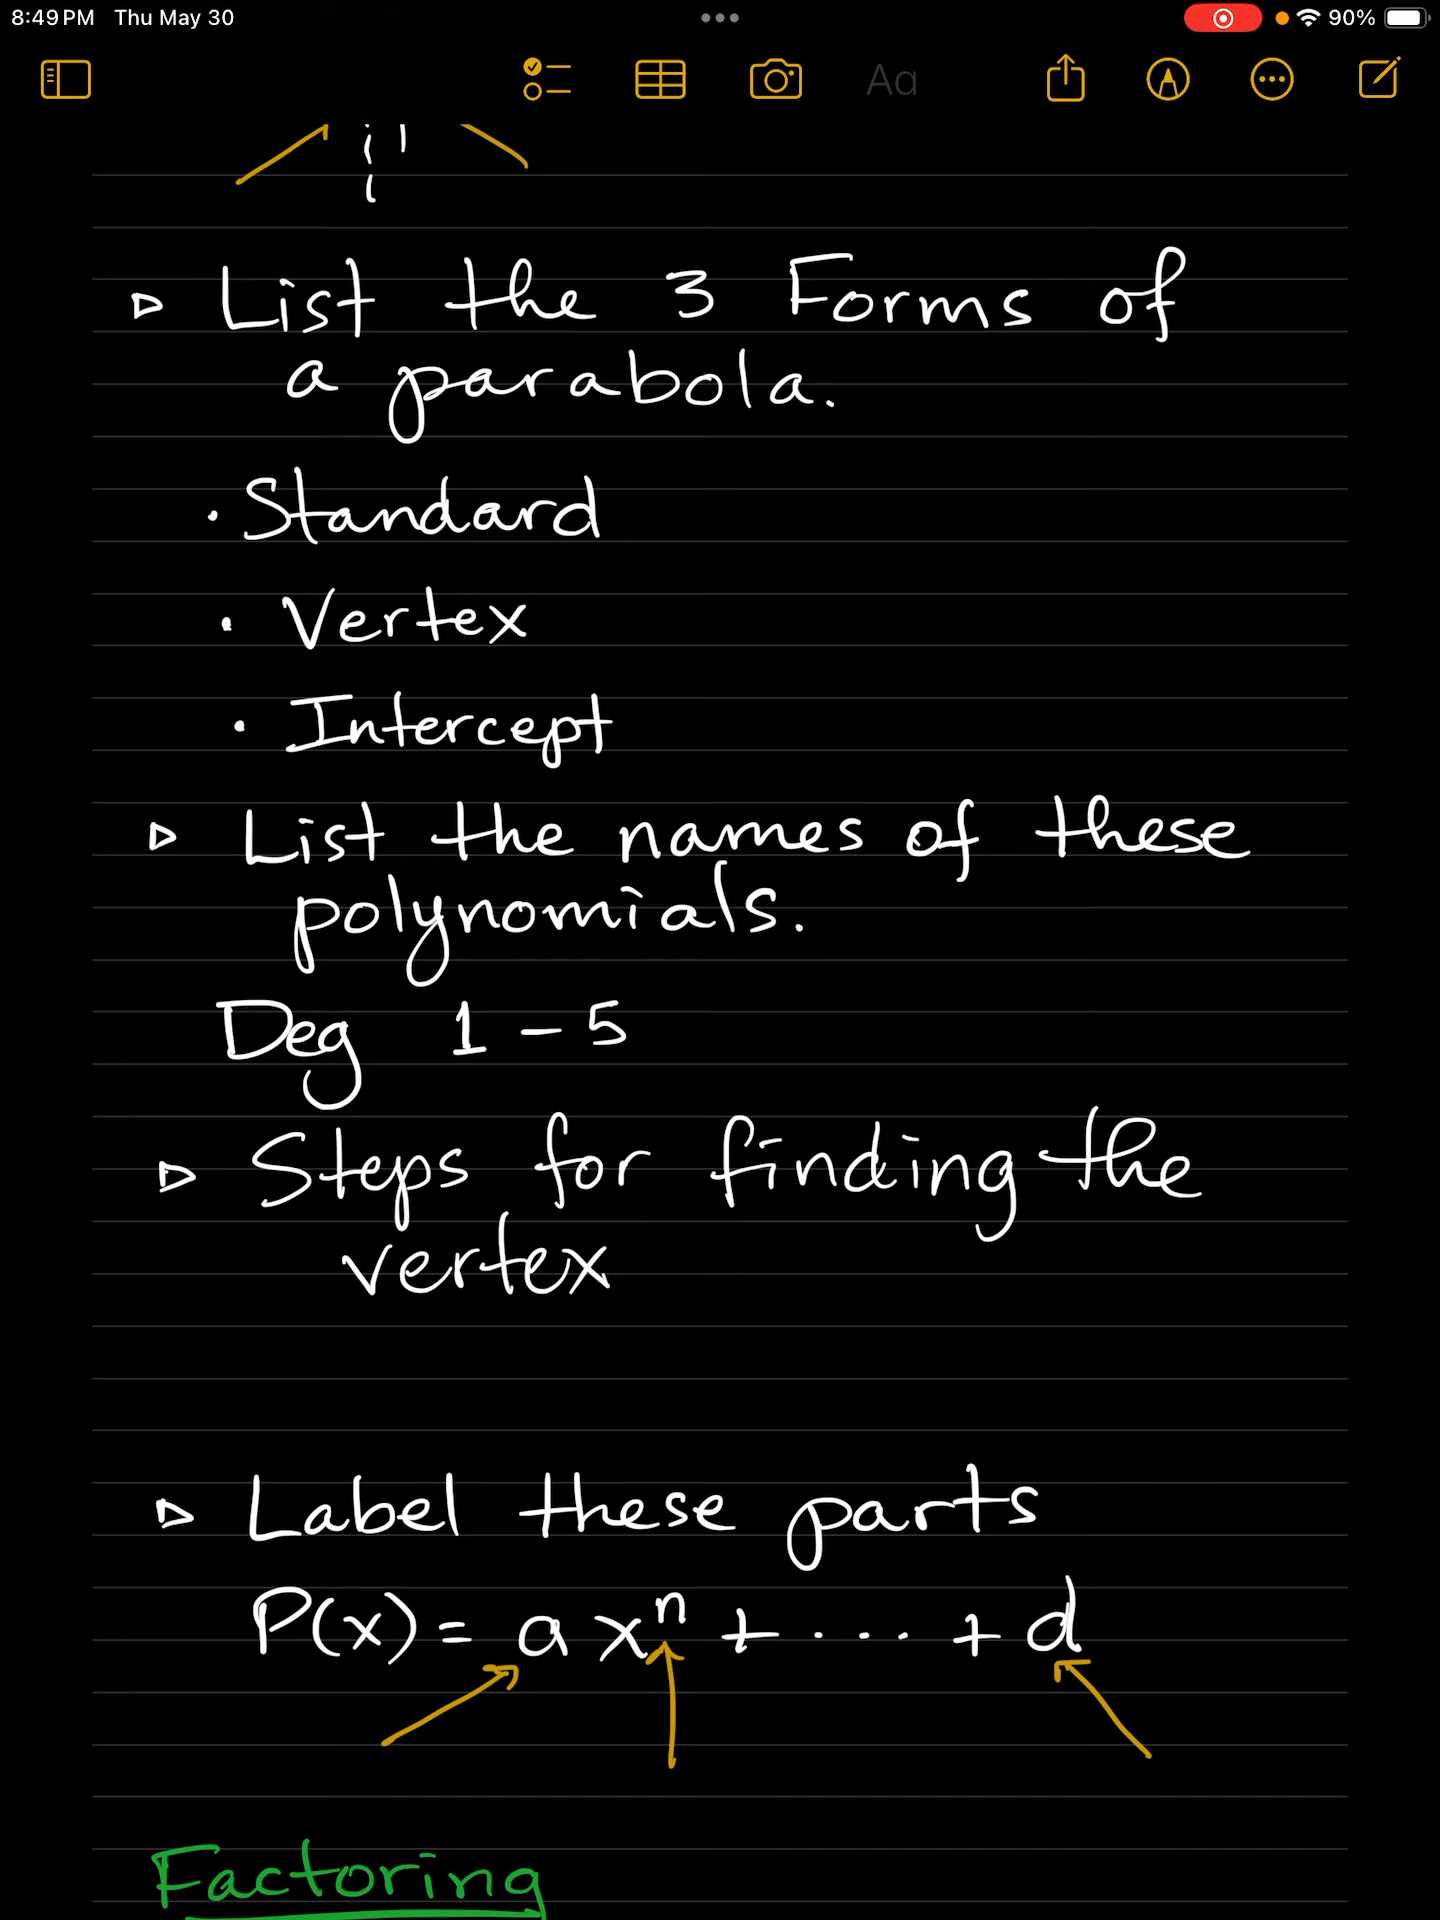 8:49 PM Thu May 30
90%
Aa
List the 3 Forms of
a parabola.
· Standard
· Vertex
· Intercept
List the names of these
polynomials.
Deg 1 - 5
Steps for finding the
vertex
Label these parts
P(x) = a xⁿ + ... + d
Factoring